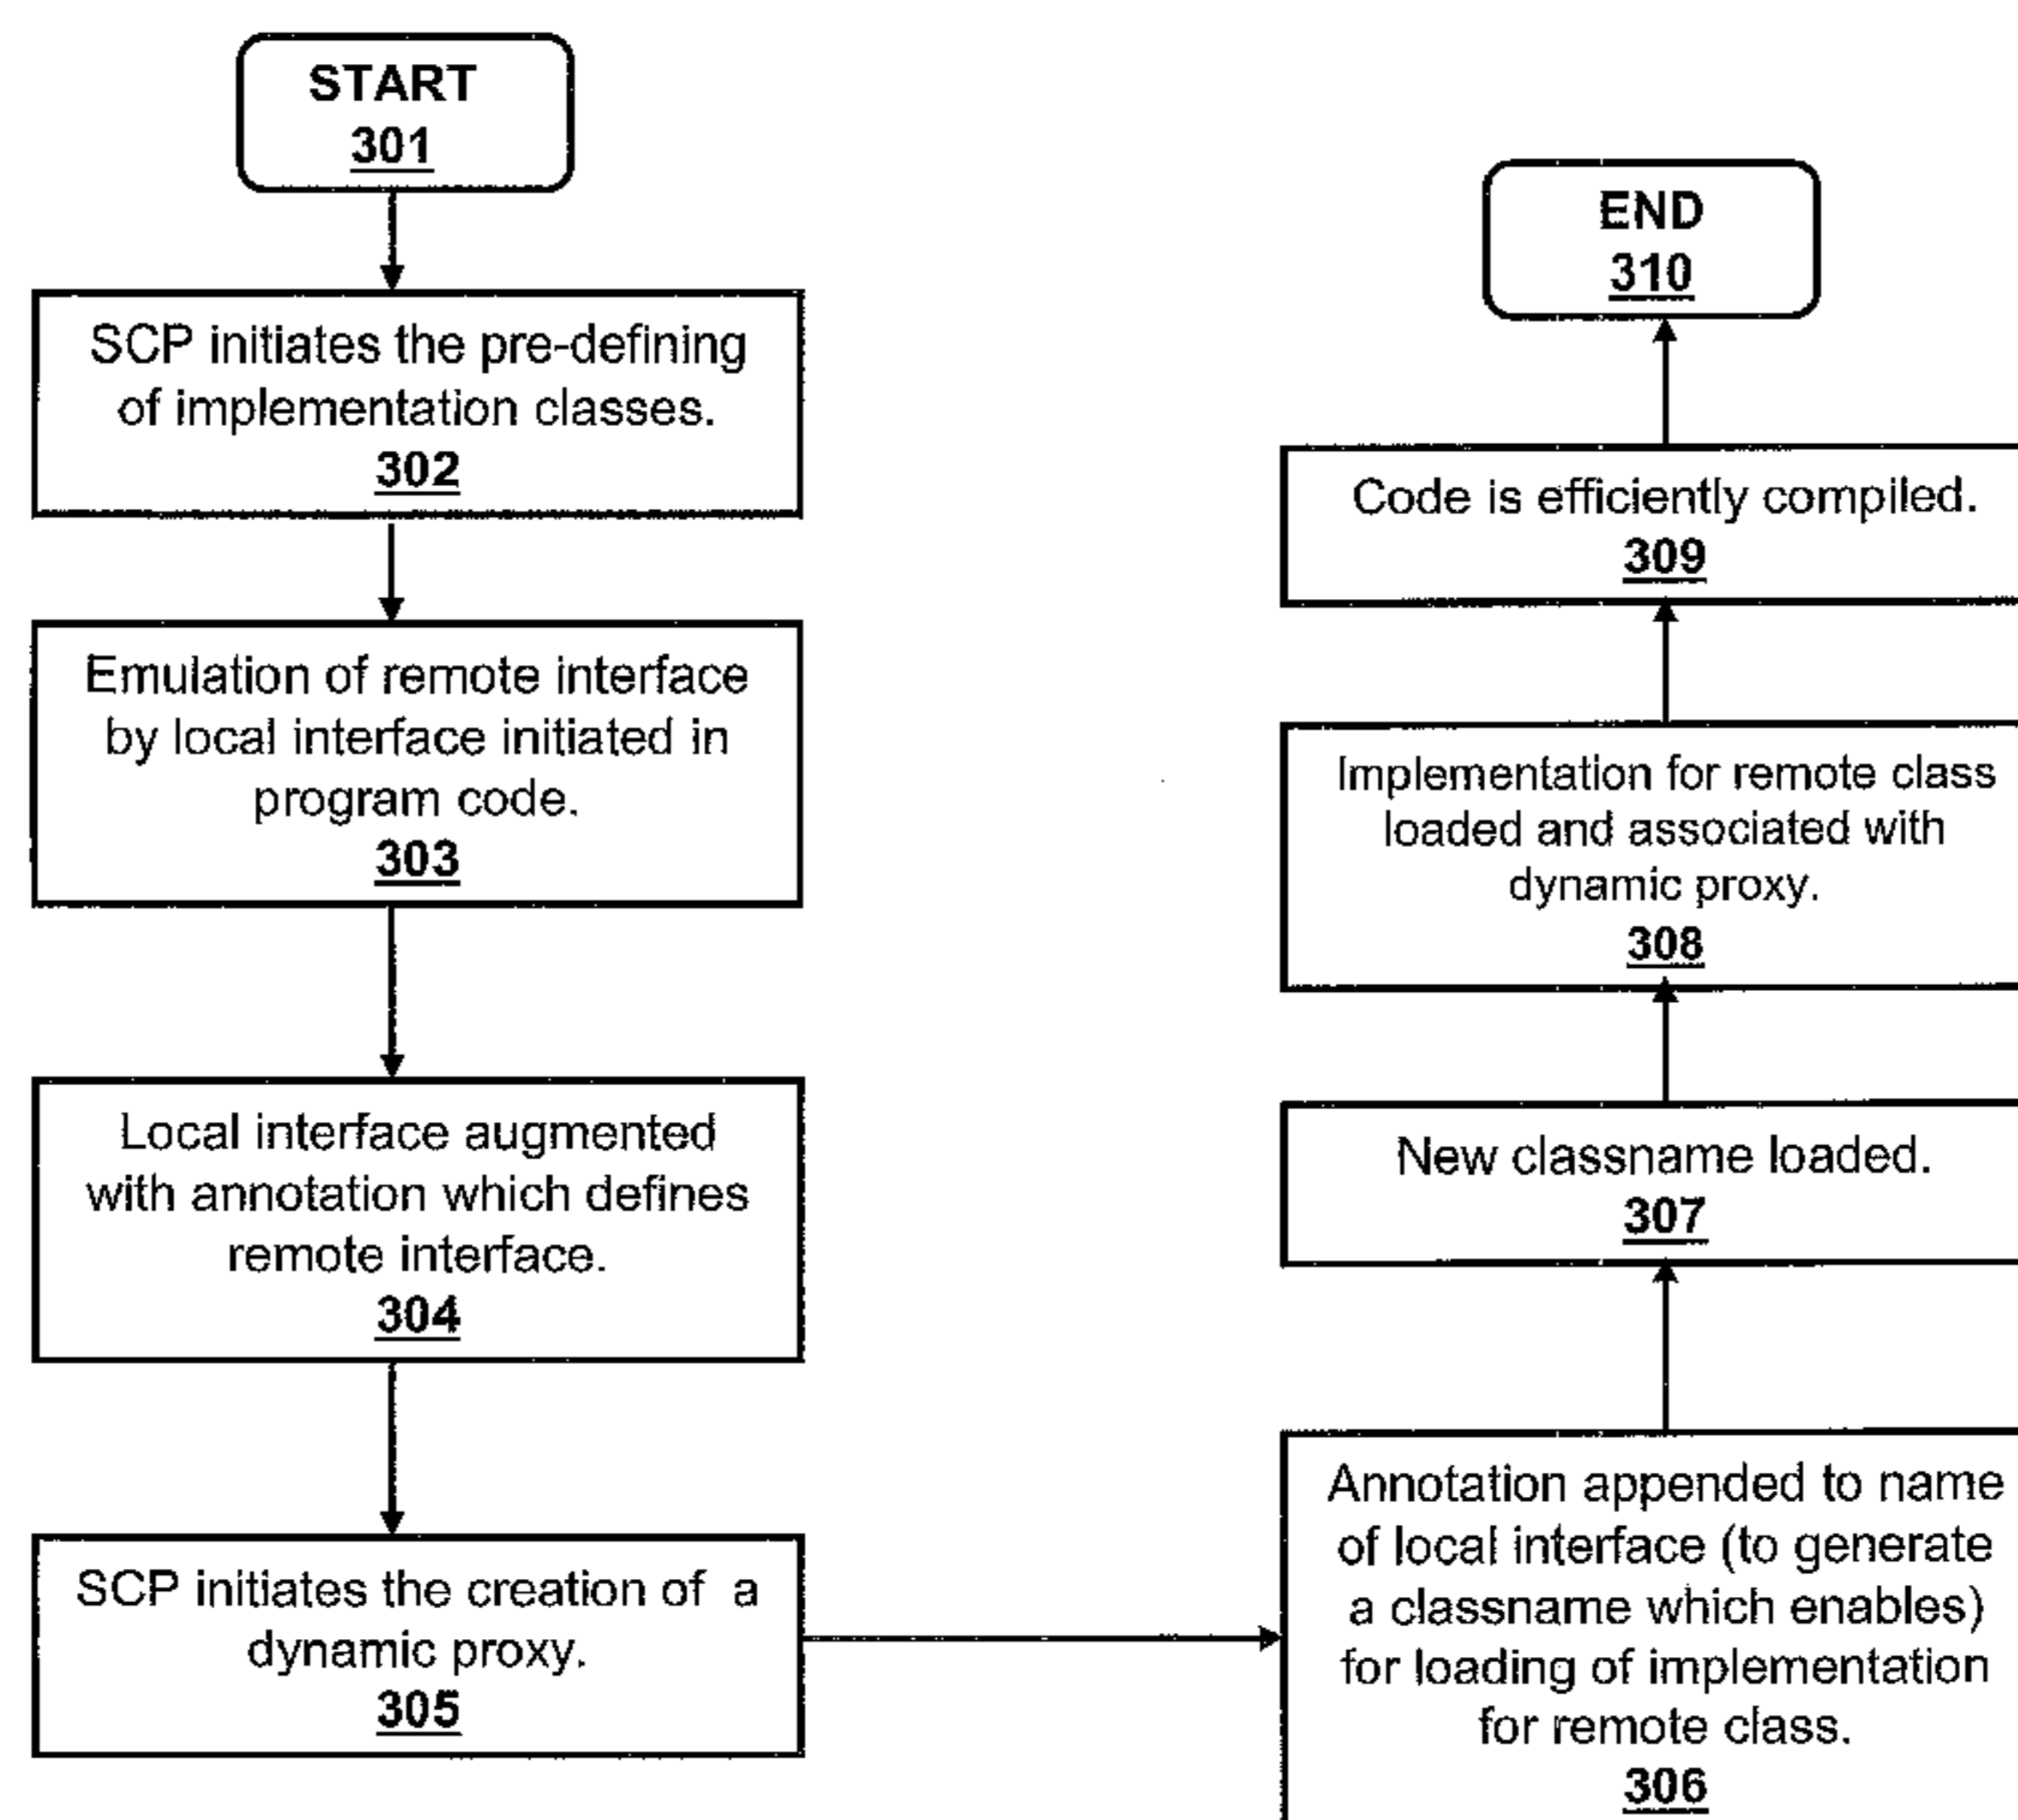 START
301
SCP initiates the pre-defining
of implementation classes.
302
Emulation of remote interface
by local interface initiated in
program code.
303
Local interface augmented
with annotation which defines
remote interface.
304
SCP initiates the creation of a
dynamic proxy.
305
Annotation appended to name
of local interface (to generate
a classname which enables)
for loading of implementation
for remote class.
306
New classname loaded.
307
Implementation for remote class
loaded and associated with
dynamic proxy.
308
Code is efficiently compiled.
309
END
310